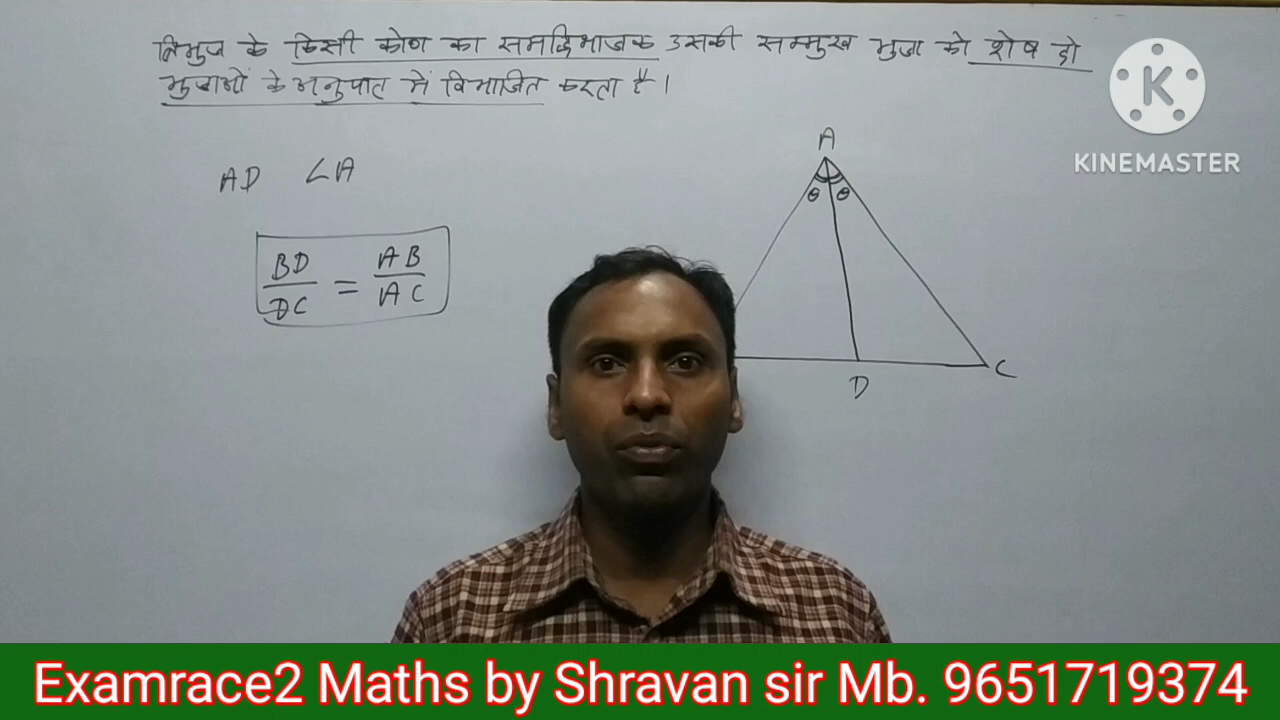 त्रिभुज के किसी कोण का समद्विभाजक उसकी सम्मुख भुजा को शेष दो
भुजाओं के अनुपात में विभाजित करता है।
K
KINEMASTER
A
AD ∠A
θ θ
BD/DC = AB/AC
D
C
Examrace2 Maths by Shravan sir Mb. 9651719374